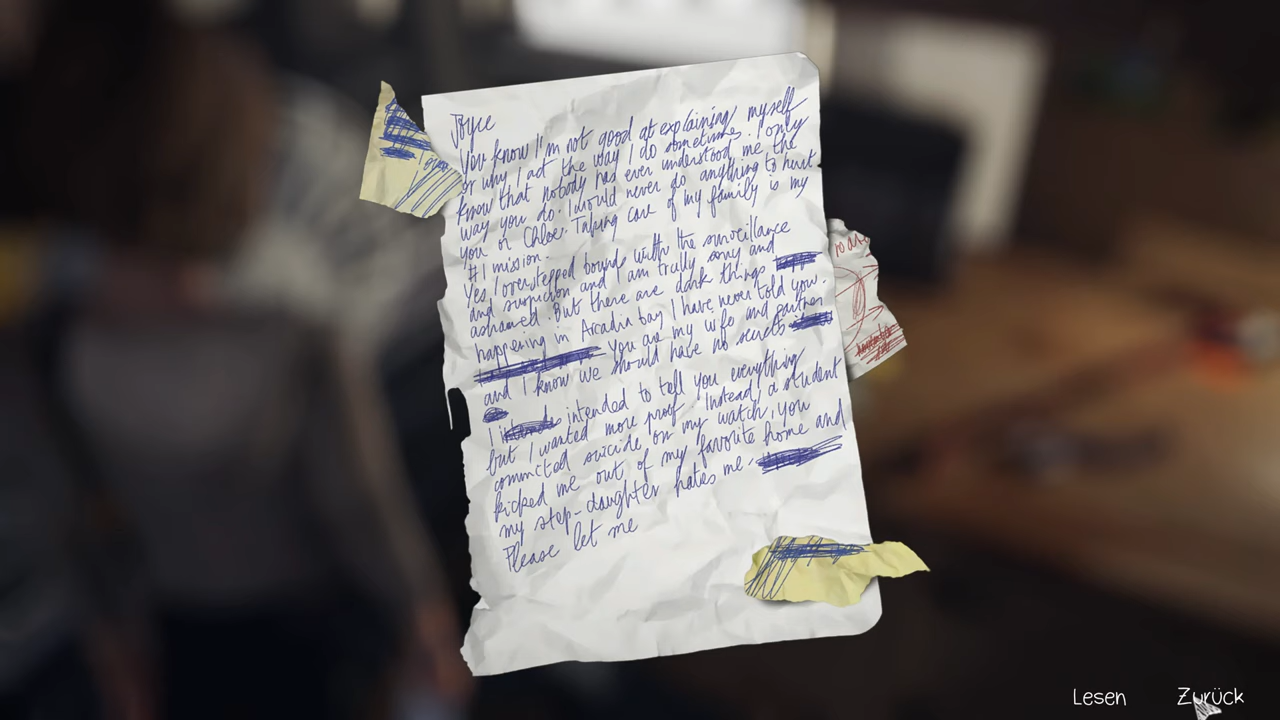 Joyce
You know I'm not good at explaining myself
or why I act the way I do sometime. I only
know that nobody has ever understood me the
way you do. I would never do anything to hurt
you or Chloe. Taking care of my family is my
#1 mission.
Yes I overstepped bounds with the surveillance
and suspicion and I am trully sorry and
ashamed. But there are dark things
happening in Arcadia bay I have never told you.
You are my wife and partner
and I know we should have no secrets
I intended to tell you everything
but I wanted more proof. Instead, a student
commited suicide on my watch, you
kicked me out of my favorite home and
my step-daughter hates me.
Please let me
Lesen Zurück